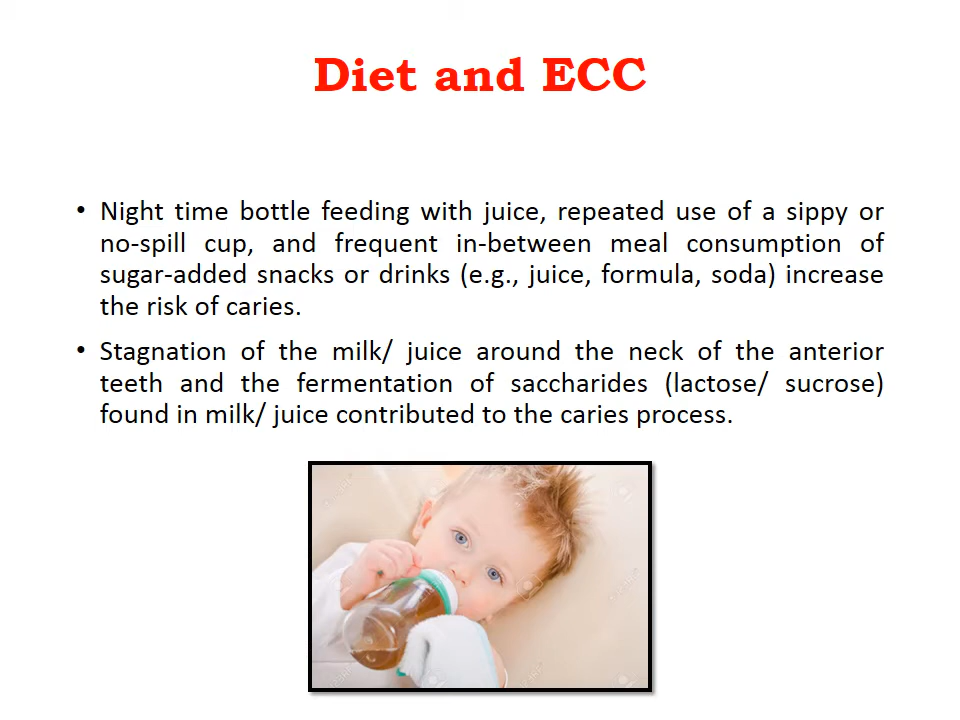 Diet and ECC
• Night time bottle feeding with juice, repeated use of a sippy or
no-spill cup, and frequent in-between meal consumption of
sugar-added snacks or drinks (e.g., juice, formula, soda) increase
the risk of caries.
• Stagnation of the milk/ juice around the neck of the anterior
teeth and the fermentation of saccharides (lactose/ sucrose)
found in milk/ juice contributed to the caries process.